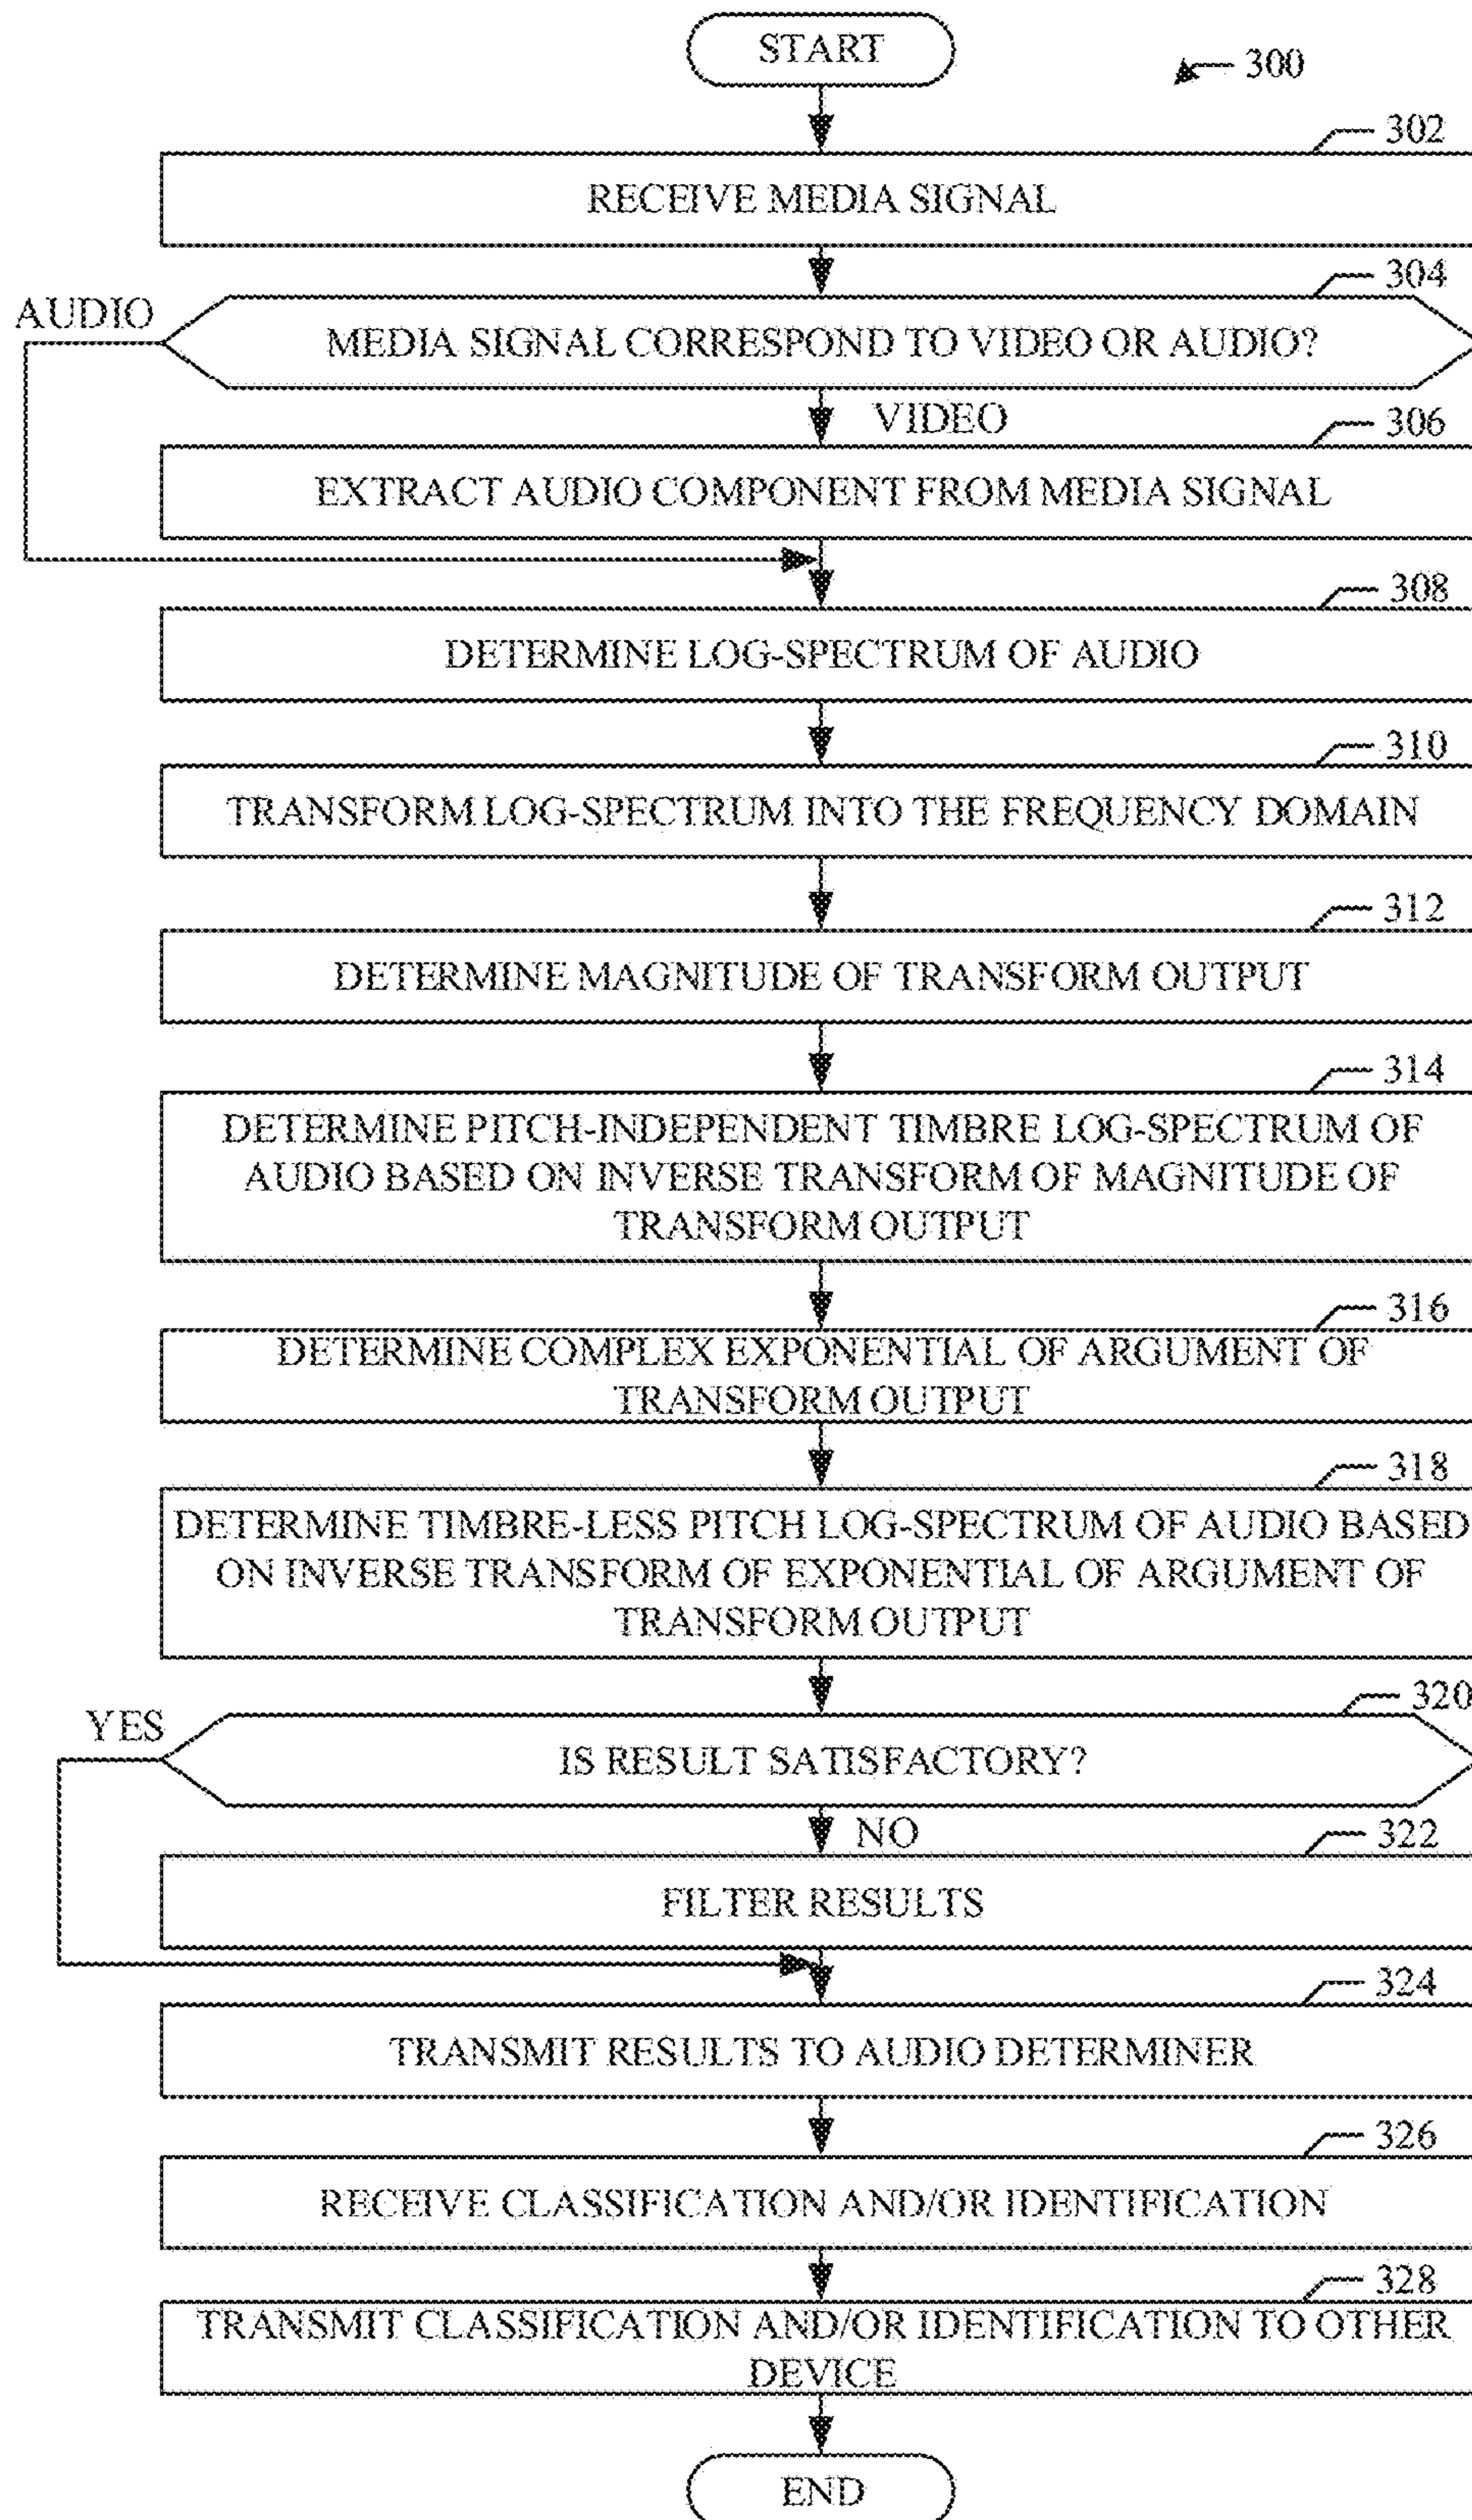 START
300
302
RECEIVE MEDIA SIGNAL
304
AUDIO
MEDIA SIGNAL CORRESPOND TO VIDEO OR AUDIO?
VIDEO
306
EXTRACT AUDIO COMPONENT FROM MEDIA SIGNAL
308
DETERMINE LOG-SPECTRUM OF AUDIO
310
TRANSFORM LOG-SPECTRUM INTO THE FREQUENCY DOMAIN
312
DETERMINE MAGNITUDE OF TRANSFORM OUTPUT
314
DETERMINE PITCH-INDEPENDENT TIMBRE LOG-SPECTRUM OF
AUDIO BASED ON INVERSE TRANSFORM OF MAGNITUDE OF
TRANSFORM OUTPUT
316
DETERMINE COMPLEX EXPONENTIAL OF ARGUMENT OF
TRANSFORM OUTPUT
318
DETERMINE TIMBRE-LESS PITCH LOG-SPECTRUM OF AUDIO BASED
ON INVERSE TRANSFORM OF EXPONENTIAL OF ARGUMENT OF
TRANSFORM OUTPUT
320
YES
IS RESULT SATISFACTORY?
NO
322
FILTER RESULTS
324
TRANSMIT RESULTS TO AUDIO DETERMINER
326
RECEIVE CLASSIFICATION AND/OR IDENTIFICATION
328
TRANSMIT CLASSIFICATION AND/OR IDENTIFICATION TO OTHER
DEVICE
END